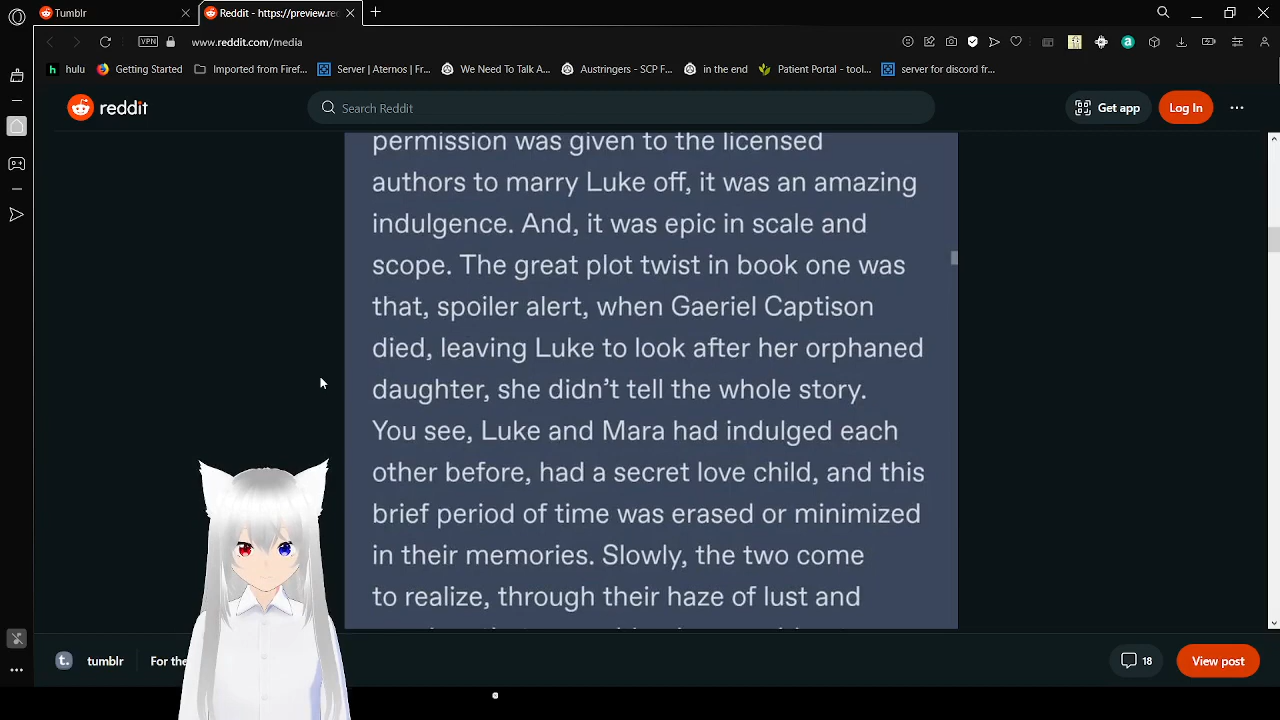 Tumblr
Reddit - https://preview.rec
VPN
www.reddit.com/media
a
h hulu
Getting Started
Imported from Firef...
Server | Aternos | Fr...
We Need To Talk A...
Austringers - SCP F...
in the end
Patient Portal - tool...
server for discord fr...
reddit
Search Reddit
Get app
Log In
permission was given to the licensed
authors to marry Luke off, it was an amazing
indulgence. And, it was epic in scale and
scope. The great plot twist in book one was
that, spoiler alert, when Gaeriel Captison
died, leaving Luke to look after her orphaned
daughter, she didn’t tell the whole story.
You see, Luke and Mara had indulged each
other before, had a secret love child, and this
brief period of time was erased or minimized
in their memories. Slowly, the two come
to realize, through their haze of lust and
t. tumblr
For the
18
View post